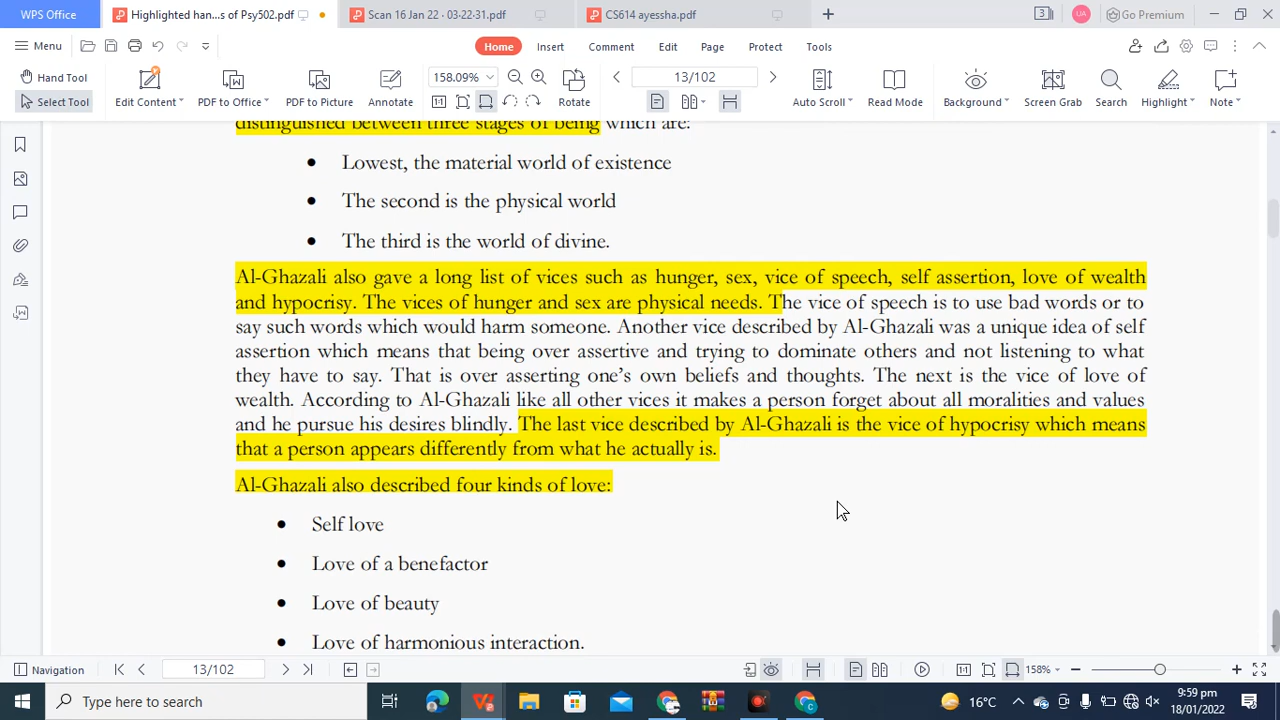 WPS Office
Highlighted han...s of Psy502.pdf
Scan 16 Jan 22 · 03-22-31.pdf
CS614 ayessha.pdf
3
UA
Go Premium
Menu
Home
Insert
Comment
Edit
Page
Protect
Tools
Hand Tool
Select Tool
Edit Content
PDF to Office
PDF to Picture
Annotate
158.09%
Rotate
13/102
Auto Scroll
Read Mode
Background
Screen Grab
Search
Highlight
Note
distinguished between three stages of being which are:
• Lowest, the material world of existence
• The second is the physical world
• The third is the world of divine.
Al-Ghazali also gave a long list of vices such as hunger, sex, vice of speech, self assertion, love of wealth
and hypocrisy. The vices of hunger and sex are physical needs. The vice of speech is to use bad words or to
say such words which would harm someone. Another vice described by Al-Ghazali was a unique idea of self
assertion which means that being over assertive and trying to dominate others and not listening to what
they have to say. That is over asserting one's own beliefs and thoughts. The next is the vice of love of
wealth. According to Al-Ghazali like all other vices it makes a person forget about all moralities and values
and he pursue his desires blindly. The last vice described by Al-Ghazali is the vice of hypocrisy which means
that a person appears differently from what he actually is.
Al-Ghazali also described four kinds of love:
• Self love
• Love of a benefactor
• Love of beauty
• Love of harmonious interaction.
Navigation
13/102
158%
Type here to search
16°C
9:59 pm
18/01/2022